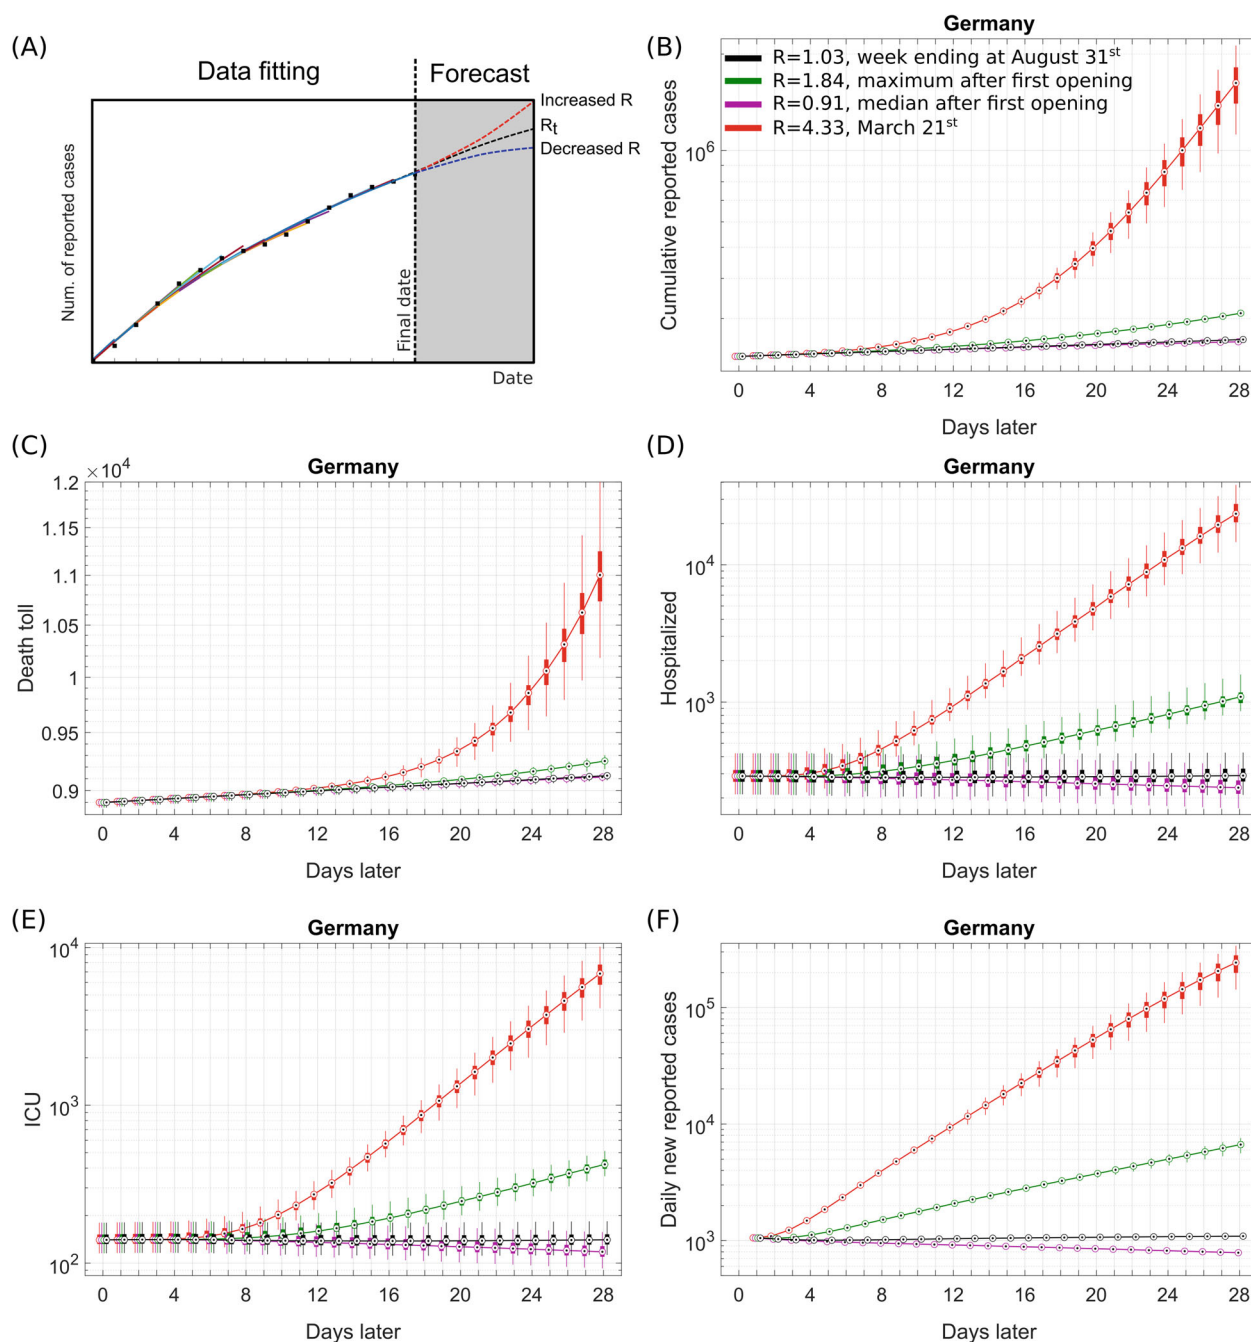 (A)
Data fitting
Forecast
Increased R
Rt
Decreased R
Num. of reported cases
Final date
Date
(B)
Germany
R=1.03, week ending at August 31st
R=1.84, maximum after first opening
R=0.91, median after first opening
R=4.33, March 21st
Cumulative reported cases
10^6
0 4 8 12 16 20 24 28
Days later
(C)
Germany
×10^4
Death toll
1.2
1.15
1.1
1.05
1
0.95
0.9
0 4 8 12 16 20 24 28
Days later
(D)
Germany
Hospitalized
10^4
10^3
0 4 8 12 16 20 24 28
Days later
(E)
Germany
ICU
10^4
10^3
10^2
0 4 8 12 16 20 24 28
Days later
(F)
Germany
Daily new reported cases
10^5
10^4
10^3
0 4 8 12 16 20 24 28
Days later